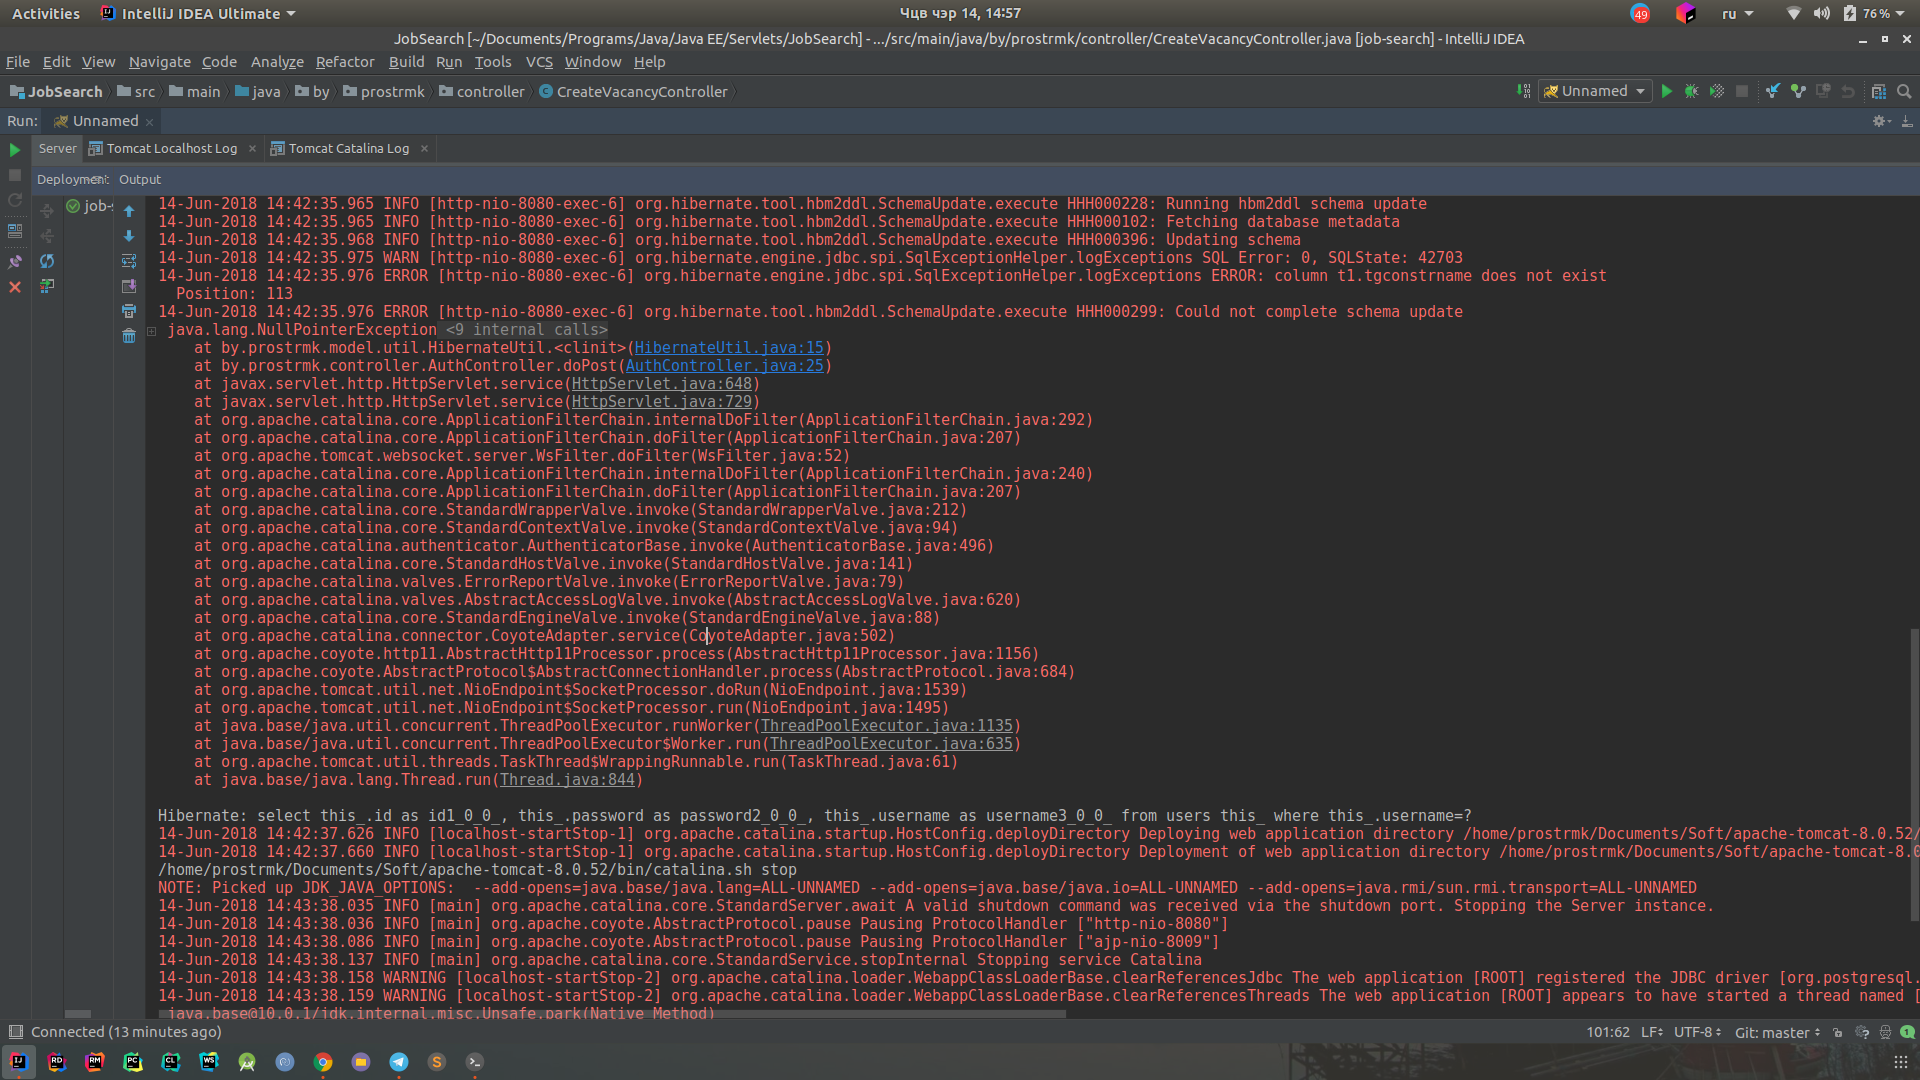 Activities IntelliJ IDEA Ultimate Чцв чэр 14, 14:57 49 ru 76 %
JobSearch [~/Documents/Programs/Java/Java EE/Servlets/JobSearch] - .../src/main/java/by/prostrmk/controller/CreateVacancyController.java [job-search] - IntelliJ IDEA
File Edit View Navigate Code Analyze Refactor Build Run Tools VCS Window Help
JobSearch src main java by prostrmk controller CreateVacancyController Unnamed
Run: Unnamed
Server Tomcat Localhost Log Tomcat Catalina Log
Deployment Output
job-
14-Jun-2018 14:42:35.965 INFO [http-nio-8080-exec-6] org.hibernate.tool.hbm2ddl.SchemaUpdate.execute HHH000228: Running hbm2ddl schema update
14-Jun-2018 14:42:35.965 INFO [http-nio-8080-exec-6] org.hibernate.tool.hbm2ddl.SchemaUpdate.execute HHH000102: Fetching database metadata
14-Jun-2018 14:42:35.968 INFO [http-nio-8080-exec-6] org.hibernate.tool.hbm2ddl.SchemaUpdate.execute HHH000396: Updating schema
14-Jun-2018 14:42:35.975 WARN [http-nio-8080-exec-6] org.hibernate.engine.jdbc.spi.SqlExceptionHelper.logExceptions SQL Error: 0, SQLState: 42703
14-Jun-2018 14:42:35.976 ERROR [http-nio-8080-exec-6] org.hibernate.engine.jdbc.spi.SqlExceptionHelper.logExceptions ERROR: column t1.tgconstrname does not exist
Position: 113
14-Jun-2018 14:42:35.976 ERROR [http-nio-8080-exec-6] org.hibernate.tool.hbm2ddl.SchemaUpdate.execute HHH000299: Could not complete schema update
java.lang.NullPointerException <9 internal calls>
at by.prostrmk.model.util.HibernateUtil.<clinit>(HibernateUtil.java:15)
at by.prostrmk.controller.AuthController.doPost(AuthController.java:25)
at javax.servlet.http.HttpServlet.service(HttpServlet.java:648)
at javax.servlet.http.HttpServlet.service(HttpServlet.java:729)
at org.apache.catalina.core.ApplicationFilterChain.internalDoFilter(ApplicationFilterChain.java:292)
at org.apache.catalina.core.ApplicationFilterChain.doFilter(ApplicationFilterChain.java:207)
at org.apache.tomcat.websocket.server.WsFilter.doFilter(WsFilter.java:52)
at org.apache.catalina.core.ApplicationFilterChain.internalDoFilter(ApplicationFilterChain.java:240)
at org.apache.catalina.core.ApplicationFilterChain.doFilter(ApplicationFilterChain.java:207)
at org.apache.catalina.core.StandardWrapperValve.invoke(StandardWrapperValve.java:212)
at org.apache.catalina.core.StandardContextValve.invoke(StandardContextValve.java:94)
at org.apache.catalina.authenticator.AuthenticatorBase.invoke(AuthenticatorBase.java:496)
at org.apache.catalina.core.StandardHostValve.invoke(StandardHostValve.java:141)
at org.apache.catalina.valves.ErrorReportValve.invoke(ErrorReportValve.java:79)
at org.apache.catalina.valves.AbstractAccessLogValve.invoke(AbstractAccessLogValve.java:620)
at org.apache.catalina.core.StandardEngineValve.invoke(StandardEngineValve.java:88)
at org.apache.catalina.connector.CoyoteAdapter.service(CoyoteAdapter.java:502)
at org.apache.coyote.http11.AbstractHttp11Processor.process(AbstractHttp11Processor.java:1156)
at org.apache.coyote.AbstractProtocol$AbstractConnectionHandler.process(AbstractProtocol.java:684)
at org.apache.tomcat.util.net.NioEndpoint$SocketProcessor.doRun(NioEndpoint.java:1539)
at org.apache.tomcat.util.net.NioEndpoint$SocketProcessor.run(NioEndpoint.java:1495)
at java.base/java.util.concurrent.ThreadPoolExecutor.runWorker(ThreadPoolExecutor.java:1135)
at java.base/java.util.concurrent.ThreadPoolExecutor$Worker.run(ThreadPoolExecutor.java:635)
at org.apache.tomcat.util.threads.TaskThread$WrappingRunnable.run(TaskThread.java:61)
at java.base/java.lang.Thread.run(Thread.java:844)
Hibernate: select this_.id as id1_0_0_, this_.password as password2_0_0_, this_.username as username3_0_0_ from users this_ where this_.username=?
14-Jun-2018 14:42:37.626 INFO [localhost-startStop-1] org.apache.catalina.startup.HostConfig.deployDirectory Deploying web application directory /home/prostrmk/Documents/Soft/apache-tomcat-8.0.52/
14-Jun-2018 14:42:37.660 INFO [localhost-startStop-1] org.apache.catalina.startup.HostConfig.deployDirectory Deployment of web application directory /home/prostrmk/Documents/Soft/apache-tomcat-8.0
/home/prostrmk/Documents/Soft/apache-tomcat-8.0.52/bin/catalina.sh stop
NOTE: Picked up JDK_JAVA_OPTIONS:  --add-opens=java.base/java.lang=ALL-UNNAMED --add-opens=java.base/java.io=ALL-UNNAMED --add-opens=java.rmi/sun.rmi.transport=ALL-UNNAMED
14-Jun-2018 14:43:38.035 INFO [main] org.apache.catalina.core.StandardServer.await A valid shutdown command was received via the shutdown port. Stopping the Server instance.
14-Jun-2018 14:43:38.036 INFO [main] org.apache.coyote.AbstractProtocol.pause Pausing ProtocolHandler ["http-nio-8080"]
14-Jun-2018 14:43:38.086 INFO [main] org.apache.coyote.AbstractProtocol.pause Pausing ProtocolHandler ["ajp-nio-8009"]
14-Jun-2018 14:43:38.137 INFO [main] org.apache.catalina.core.StandardService.stopInternal Stopping service Catalina
14-Jun-2018 14:43:38.158 WARNING [localhost-startStop-2] org.apache.catalina.loader.WebappClassLoaderBase.clearReferencesJdbc The web application [ROOT] registered the JDBC driver [org.postgresql.
14-Jun-2018 14:43:38.159 WARNING [localhost-startStop-2] org.apache.catalina.loader.WebappClassLoaderBase.clearReferencesThreads The web application [ROOT] appears to have started a thread named [
java.base@10.0.1/jdk.internal.misc.Unsafe.park(Native Method)
Connected (13 minutes ago) 101:62 LF UTF-8 Git: master 1
IJ RD RM PC CL WS S